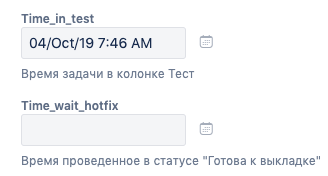 Time_in_test
04/Oct/19 7:46 AM
Время задачи в колонке Тест
Time_wait_hotfix
Время проведенное в статусе "Готова к выкладке"